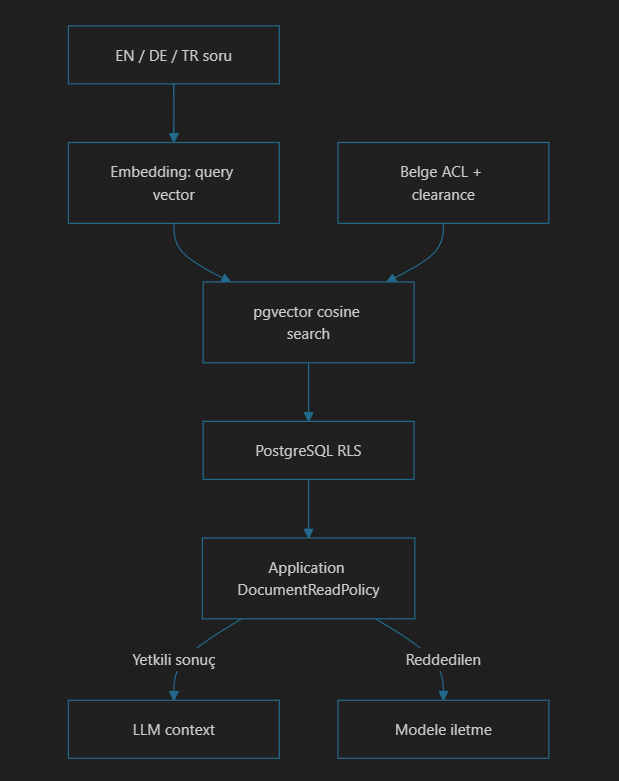 EN / DE / TR soru
Embedding: query
vector
Belge ACL +
clearance
pgvector cosine
search
PostgreSQL RLS
Application
DocumentReadPolicy
Yetkili sonuç
Reddedilen
LLM context
Modele iletme